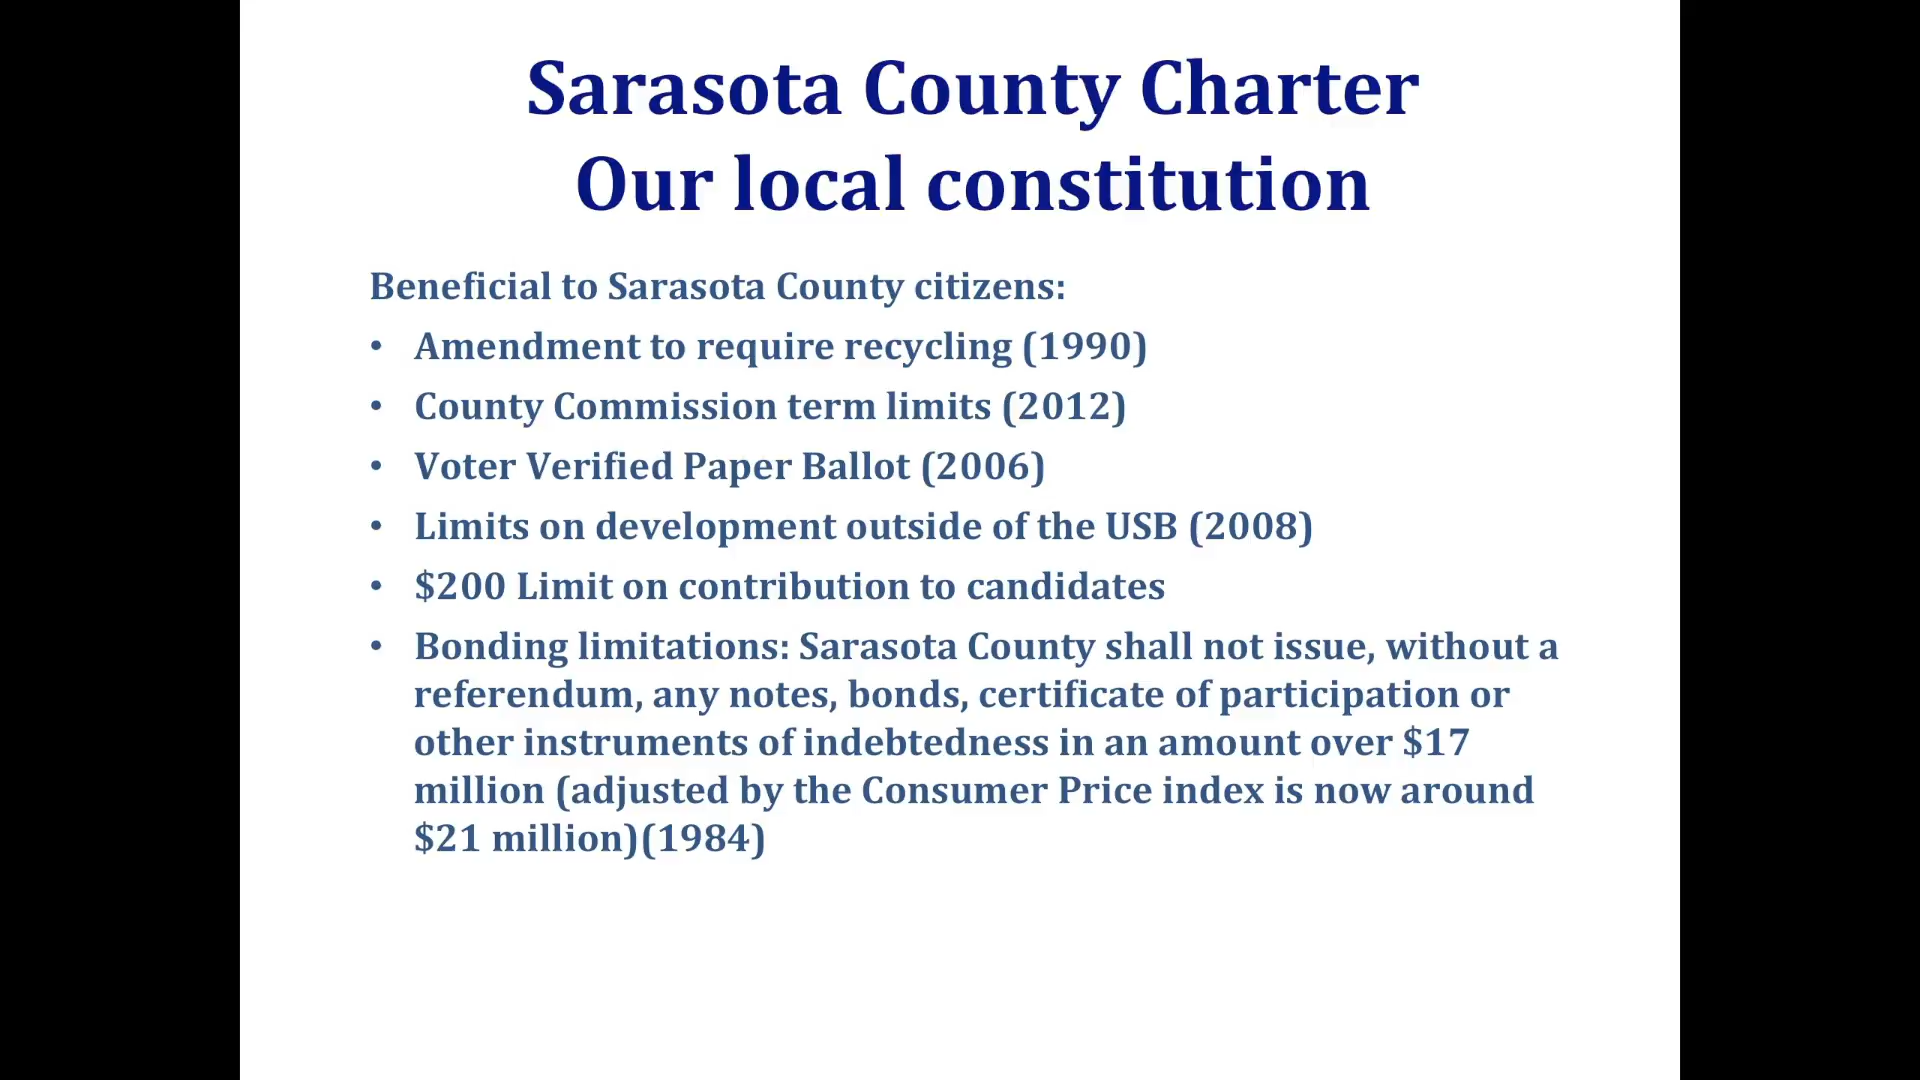 Sarasota County Charter
Our local constitution
Beneficial to Sarasota County citizens:
• Amendment to require recycling (1990)
• County Commission term limits (2012)
• Voter Verified Paper Ballot (2006)
• Limits on development outside of the USB (2008)
• $200 Limit on contribution to candidates
• Bonding limitations: Sarasota County shall not issue, without a
referendum, any notes, bonds, certificate of participation or
other instruments of indebtedness in an amount over $17
million (adjusted by the Consumer Price index is now around
$21 million)(1984)